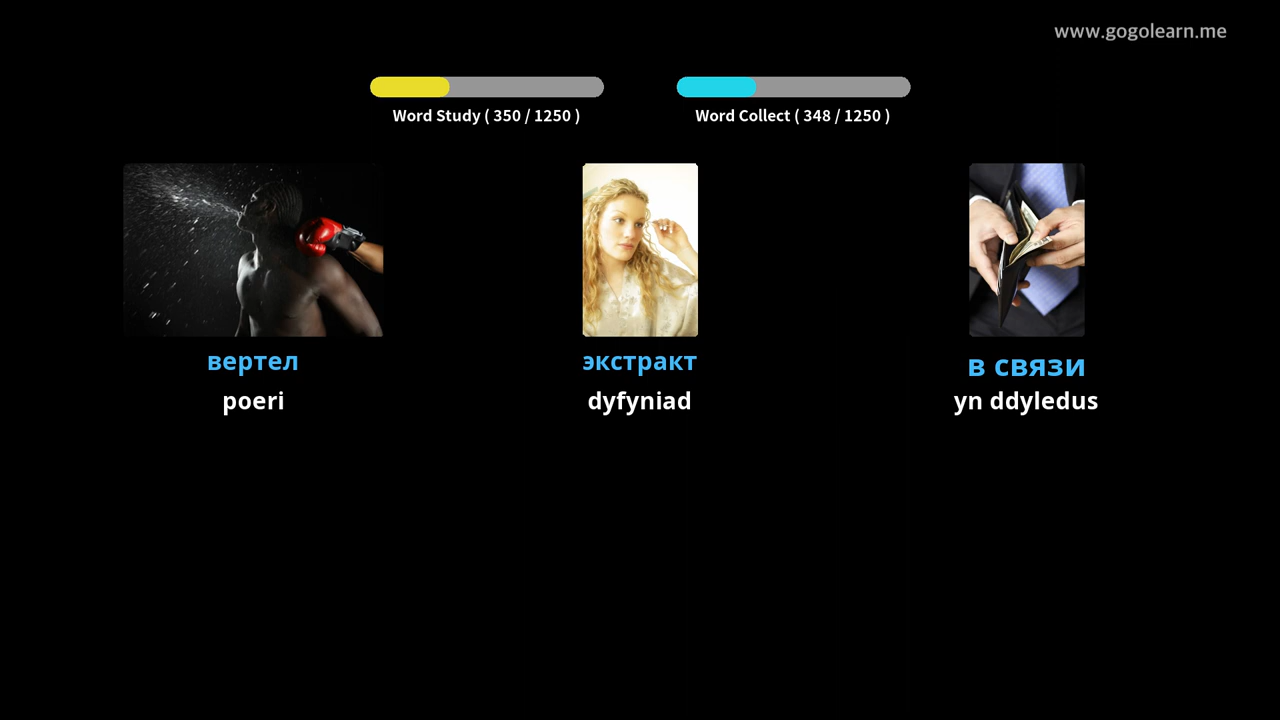 www.gogolearn.me
Word Study ( 350 / 1250 )
Word Collect ( 348 / 1250 )
вертел
экстракт
в связи
poeri
dyfyniad
yn ddyledus